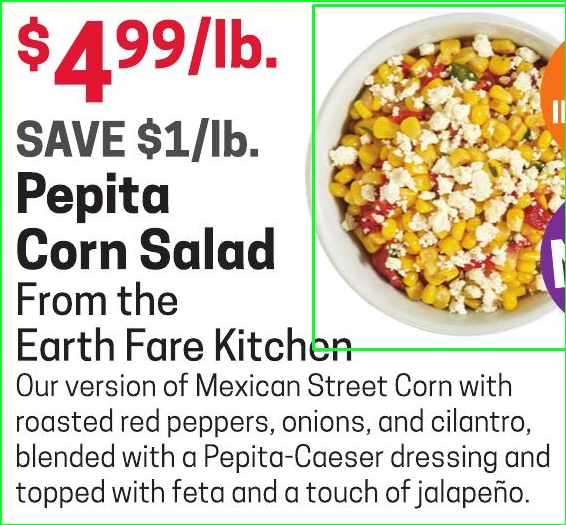 $4.99/lb.
SAVE $1/lb.
Pepita
Corn Salad
From the
Earth Fare Kitchen
Our version of Mexican Street Corn with
roasted red peppers, onions, and cilantro,
blended with a Pepita-Caeser dressing and
topped with feta and a touch of jalapeño.